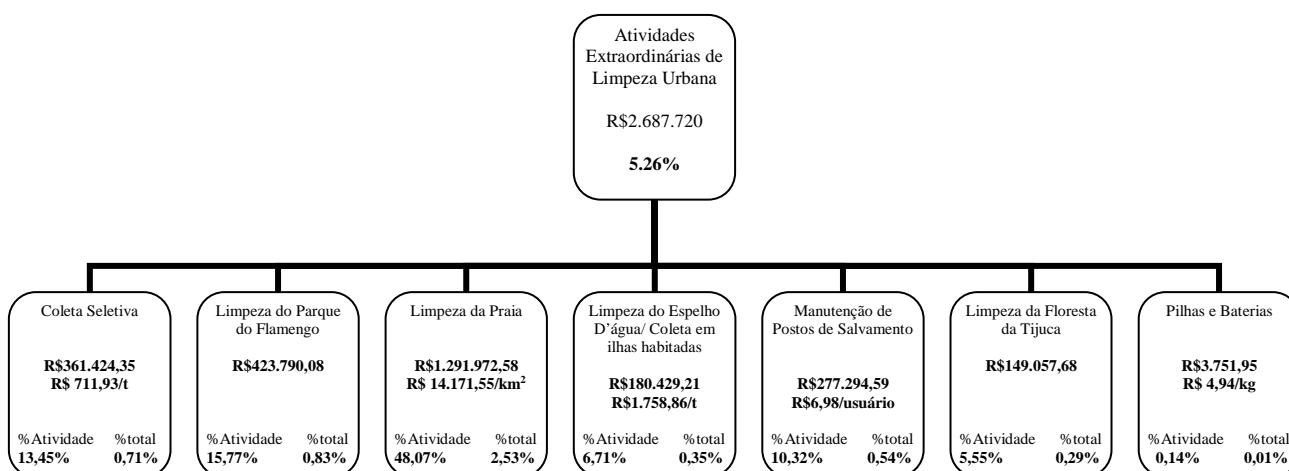 Atividades
Extraordinárias de
Limpeza Urbana
R$2.687.720
5.26%
Coleta Seletiva
R$361.424,35
R$ 711,93/t
%Atividade %total
13,45% 0,71%
Limpeza do Parque
do Flamengo
R$423.790,08
%Atividade %total
15,77% 0,83%
Limpeza da Praia
R$1.291.972,58
R$ 14.171,55/km²
%Atividade %total
48,07% 2,53%
Limpeza do Espelho
D'água/ Coleta em
ilhas habitadas
R$180.429,21
R$1.758,86/t
%Atividade %total
6,71% 0,35%
Manutenção de
Postos de Salvamento
R$277.294,59
R$6,98/usuário
%Atividade %total
10,32% 0,54%
Limpeza da Floresta
da Tijuca
R$149.057,68
%Atividade %total
5,55% 0,29%
Pilhas e Baterias
R$3.751,95
R$ 4,94/kg
%Atividade %total
0,14% 0,01%